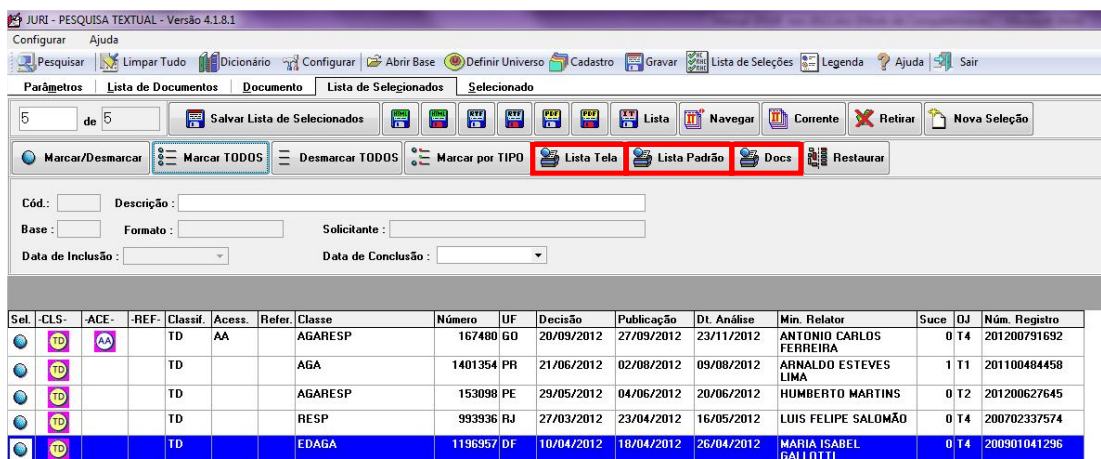 JURI - PESQUISA TEXTUAL - Versão 4.1.8.1
Configurar Ajuda
Pesquisar Limpar Tudo Dicionário Configurar Abrir Base Definir Universo Cadastro Gravar Lista de Seleções Legenda Ajuda Sair
Parâmetros Lista de Documentos Documento Lista de Selecionados Selecionado
5 de 5 Salvar Lista de Selecionados HTML HTML RTF RTF PDF PDF Lista Navegar Corrente Retirar Nova Seleção
Marcar/Desmarcar Marcar TODOS Desmarcar TODOS Marcar por TIPO Lista Tela Lista Padrão Docs Restaurar
Cód.: Descrição :
Base : Formato : Solicitante :
Data de Inclusão : Data de Conclusão :
Sel. -CLS- -ACE- -REF- Classif. Acess. Refer. Classe Número UF Decisão Publicação Dt. Análise Min. Relator Suce OJ Núm. Registro
TD AA TD AA AGARESP 167480 GO 20/09/2012 27/09/2012 23/11/2012 ANTONIO CARLOS FERREIRA 0 T4 201200791692
TD TD AGA 1401354 PR 21/06/2012 02/08/2012 09/08/2012 ARNALDO ESTEVES LIMA 1 T1 201100484458
TD TD AGARESP 153098 PE 29/05/2012 04/06/2012 20/06/2012 HUMBERTO MARTINS 0 T2 201200627645
TD TD RESP 993936 RJ 27/03/2012 23/04/2012 16/05/2012 LUIS FELIPE SALOMÃO 0 T4 200702337574
TD TD EDAGA 1196957 DF 10/04/2012 18/04/2012 26/04/2012 MARIA ISABEL GALLOTTI 0 T4 200901041296